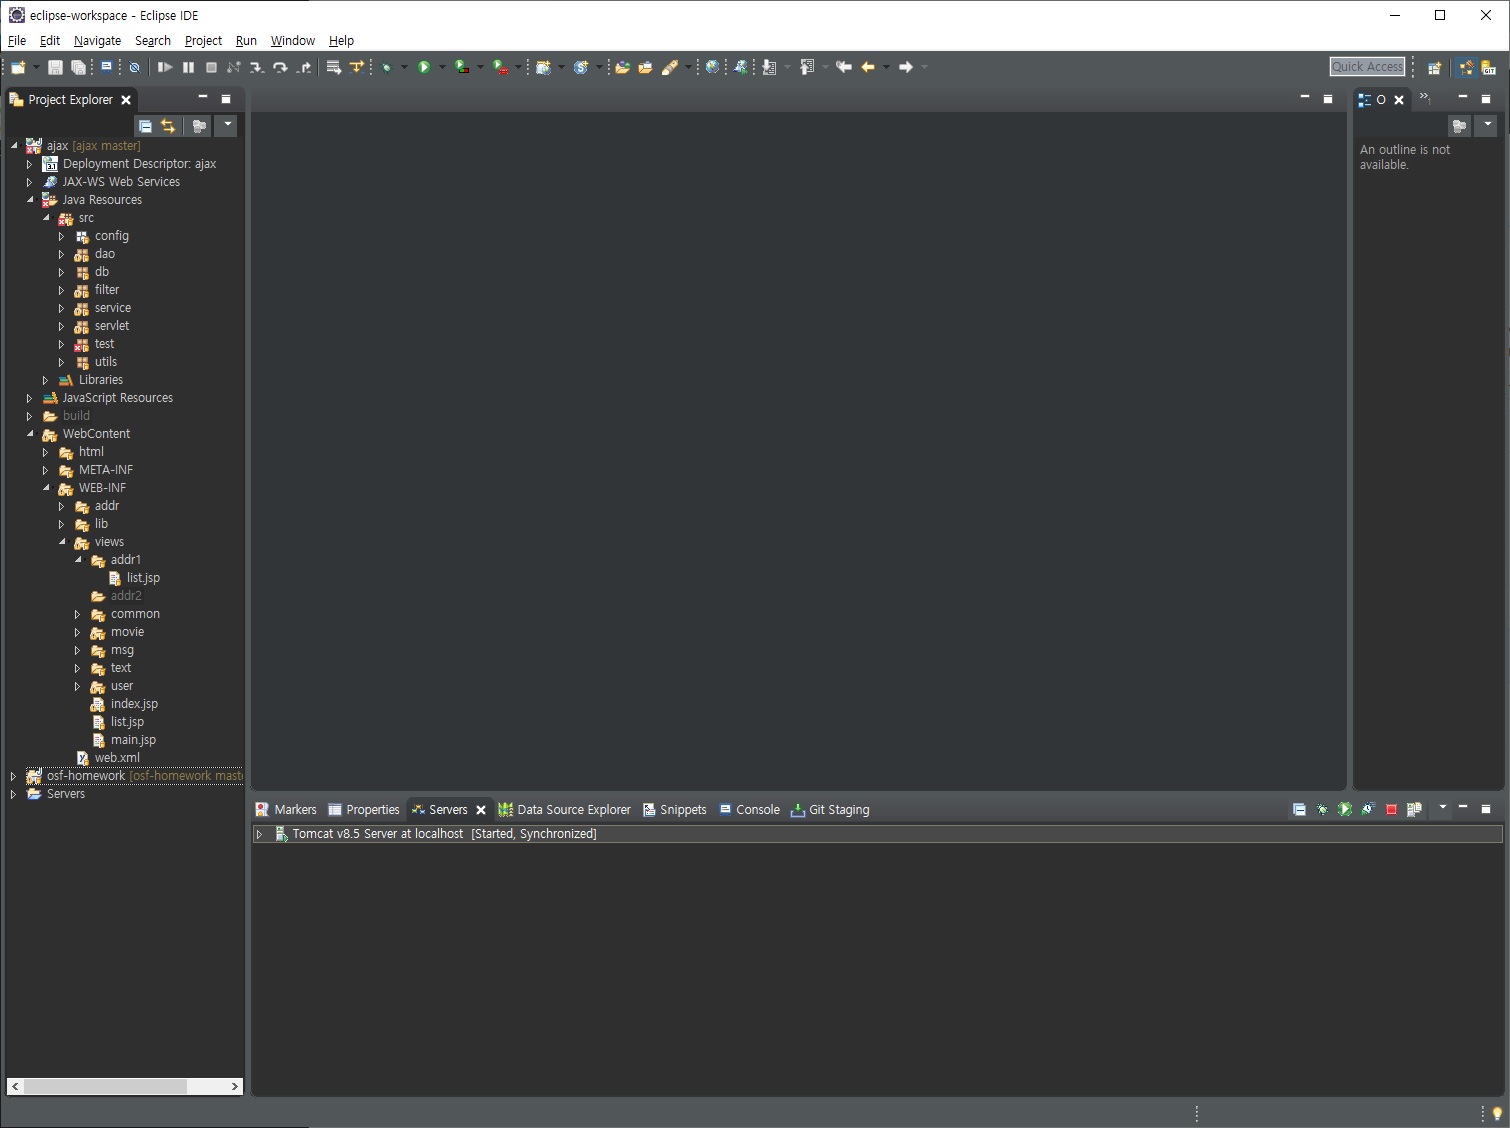 eclipse-workspace - Eclipse IDE
File Edit Navigate Search Project Run Window Help
Quick Access
Project Explorer
ajax [ajax master]
Deployment Descriptor: ajax
JAX-WS Web Services
Java Resources
src
config
dao
db
filter
service
servlet
test
utils
Libraries
JavaScript Resources
build
WebContent
html
META-INF
WEB-INF
addr
lib
views
addr1
list.jsp
addr2
common
movie
msg
text
user
index.jsp
list.jsp
main.jsp
web.xml
osf-homework [osf-homework mast
Servers
O
An outline is not
available.
Markers Properties Servers Data Source Explorer Snippets Console Git Staging
Tomcat v8.5 Server at localhost [Started, Synchronized]